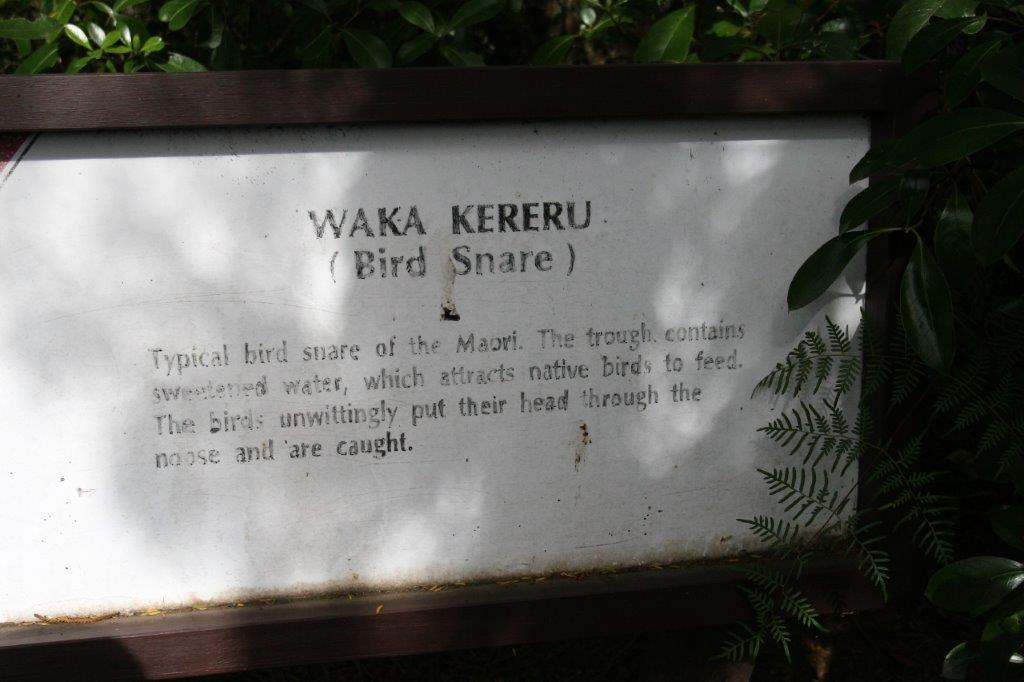 WAKA KERERU
( Bird Snare )
Typical bird snare of the Maori. The trough contains
sweetened water, which attracts native birds to feed.
The birds unwittingly put their head through the
noose and are caught.